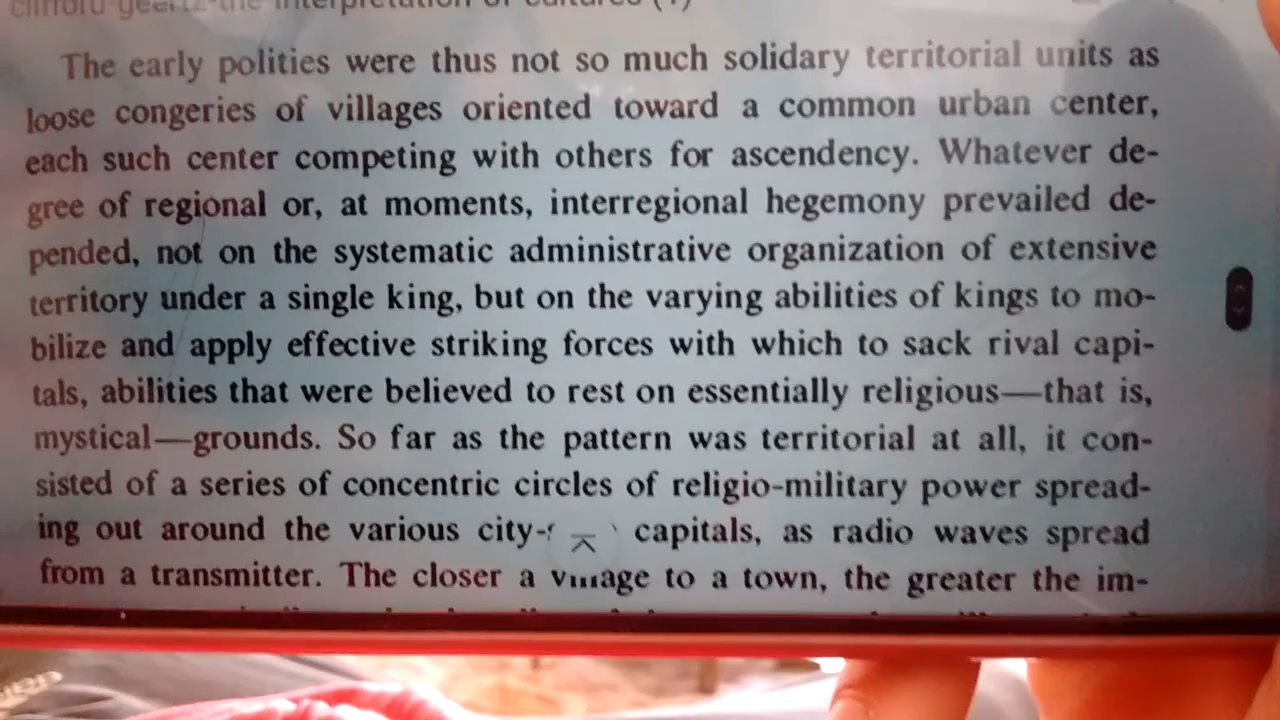 clifford-geertz-the interpretation of cultures (1)
The early polities were thus not so much solidary territorial units as
loose congeries of villages oriented toward a common urban center,
each such center competing with others for ascendency. Whatever de-
gree of regional or, at moments, interregional hegemony prevailed de-
pended, not on the systematic administrative organization of extensive
territory under a single king, but on the varying abilities of kings to mo-
bilize and apply effective striking forces with which to sack rival capi-
tals, abilities that were believed to rest on essentially religious—that is,
mystical—grounds. So far as the pattern was territorial at all, it con-
sisted of a series of concentric circles of religio-military power spread-
ing out around the various city- capitals, as radio waves spread
from a transmitter. The closer a village to a town, the greater the im-